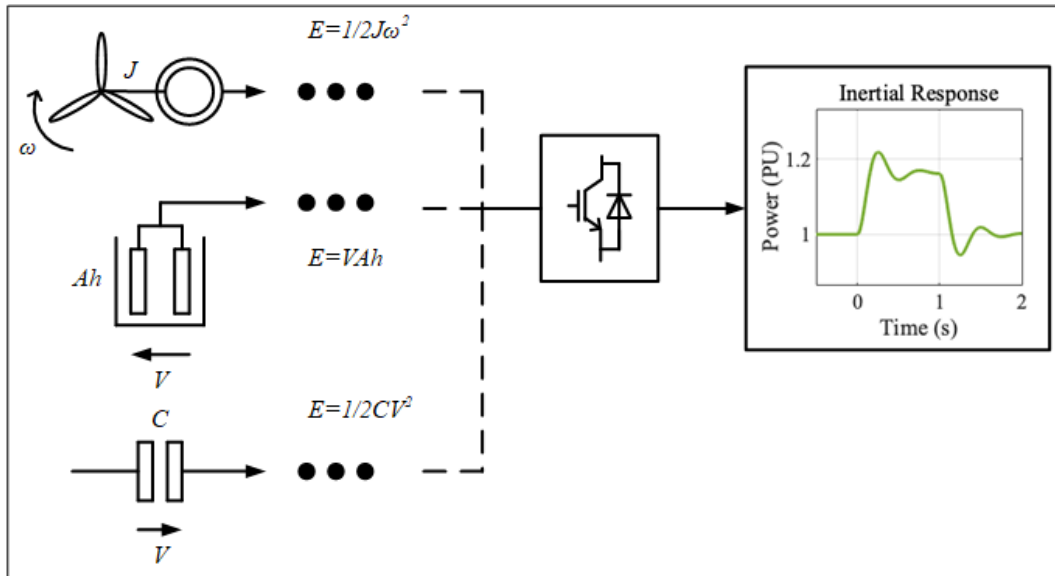 E=1/2Jω²
J
ω
E=VAh
Ah
V
E=1/2CV²
C
V
Inertial Response
Power (PU)
1.2
1
0
1
2
Time (s)